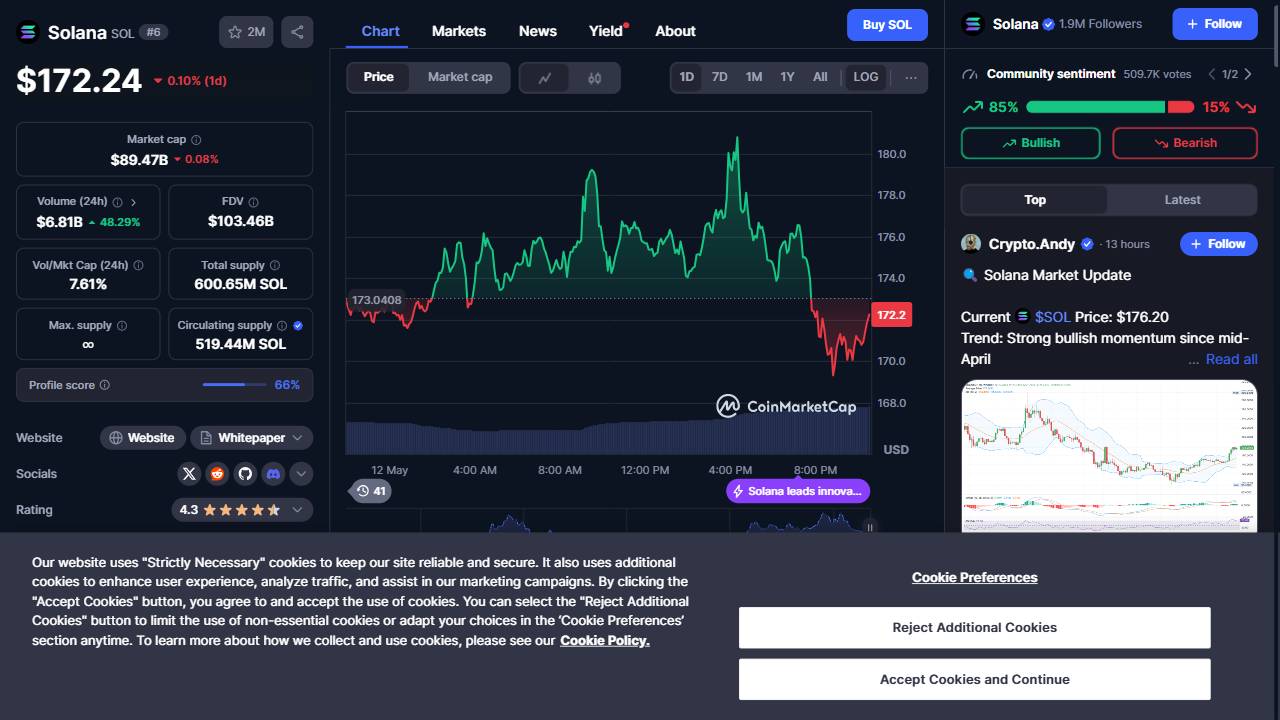 Solana SOL #6
2M
$172.24 0.10% (1d)
Market cap
$89.47B 0.08%
Volume (24h)
$6.81B 48.29%
FDV
$103.46B
Vol/Mkt Cap (24h)
7.61%
Total supply
600.65M SOL
Max. supply
∞
Circulating supply
519.44M SOL
Profile score
66%
Website
Website
Whitepaper
Socials
Rating
4.3
Chart
Markets
News
Yield
About
Buy SOL
Price
Market cap
1D
7D
1M
1Y
All
LOG
...
180.0
178.0
176.0
174.0
173.0408
172.2
170.0
168.0
CoinMarketCap
USD
12 May
4:00 AM
8:00 AM
12:00 PM
4:00 PM
8:00 PM
41
Solana leads innova...
Solana 1.9M Followers
+ Follow
Community sentiment 509.7K votes
1/2
85%
15%
Bullish
Bearish
Top
Latest
Crypto.Andy · 13 hours
+ Follow
Solana Market Update
Current $SOL Price: $176.20
Trend: Strong bullish momentum since mid-
April
... Read all
Our website uses "Strictly Necessary" cookies to keep our site reliable and secure. It also uses additional
cookies to enhance user experience, analyze traffic, and assist in our marketing campaigns. By clicking the
"Accept Cookies" button, you agree to and accept the use of cookies. You can select the "Reject Additional
Cookies" button to limit the use of non-essential cookies or adapt your choices in the ‘Cookie Preferences’
section anytime. To learn more about how we collect and use cookies, please see our Cookie Policy.
Cookie Preferences
Reject Additional Cookies
Accept Cookies and Continue